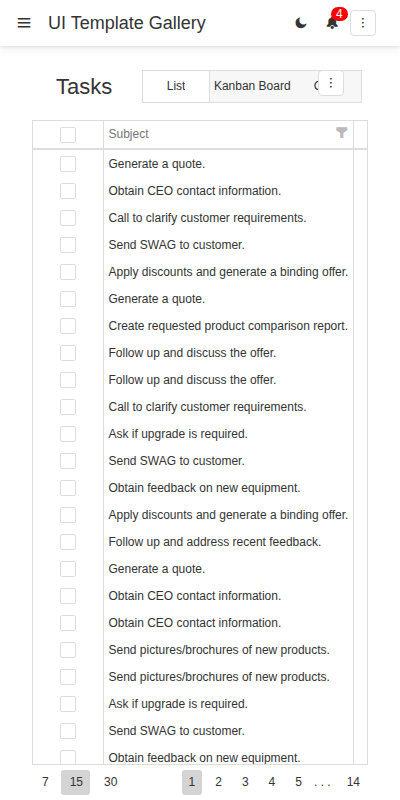 UI Template Gallery
4
Tasks
List
Kanban Board
Subject
Generate a quote.
Obtain CEO contact information.
Call to clarify customer requirements.
Send SWAG to customer.
Apply discounts and generate a binding offer.
Generate a quote.
Create requested product comparison report.
Follow up and discuss the offer.
Follow up and discuss the offer.
Call to clarify customer requirements.
Ask if upgrade is required.
Send SWAG to customer.
Obtain feedback on new equipment.
Apply discounts and generate a binding offer.
Follow up and address recent feedback.
Generate a quote.
Obtain CEO contact information.
Obtain CEO contact information.
Send pictures/brochures of new products.
Send pictures/brochures of new products.
Ask if upgrade is required.
Send SWAG to customer.
Obtain feedback on new equipment.
7 15 30 1 2 3 4 5 . . . 14